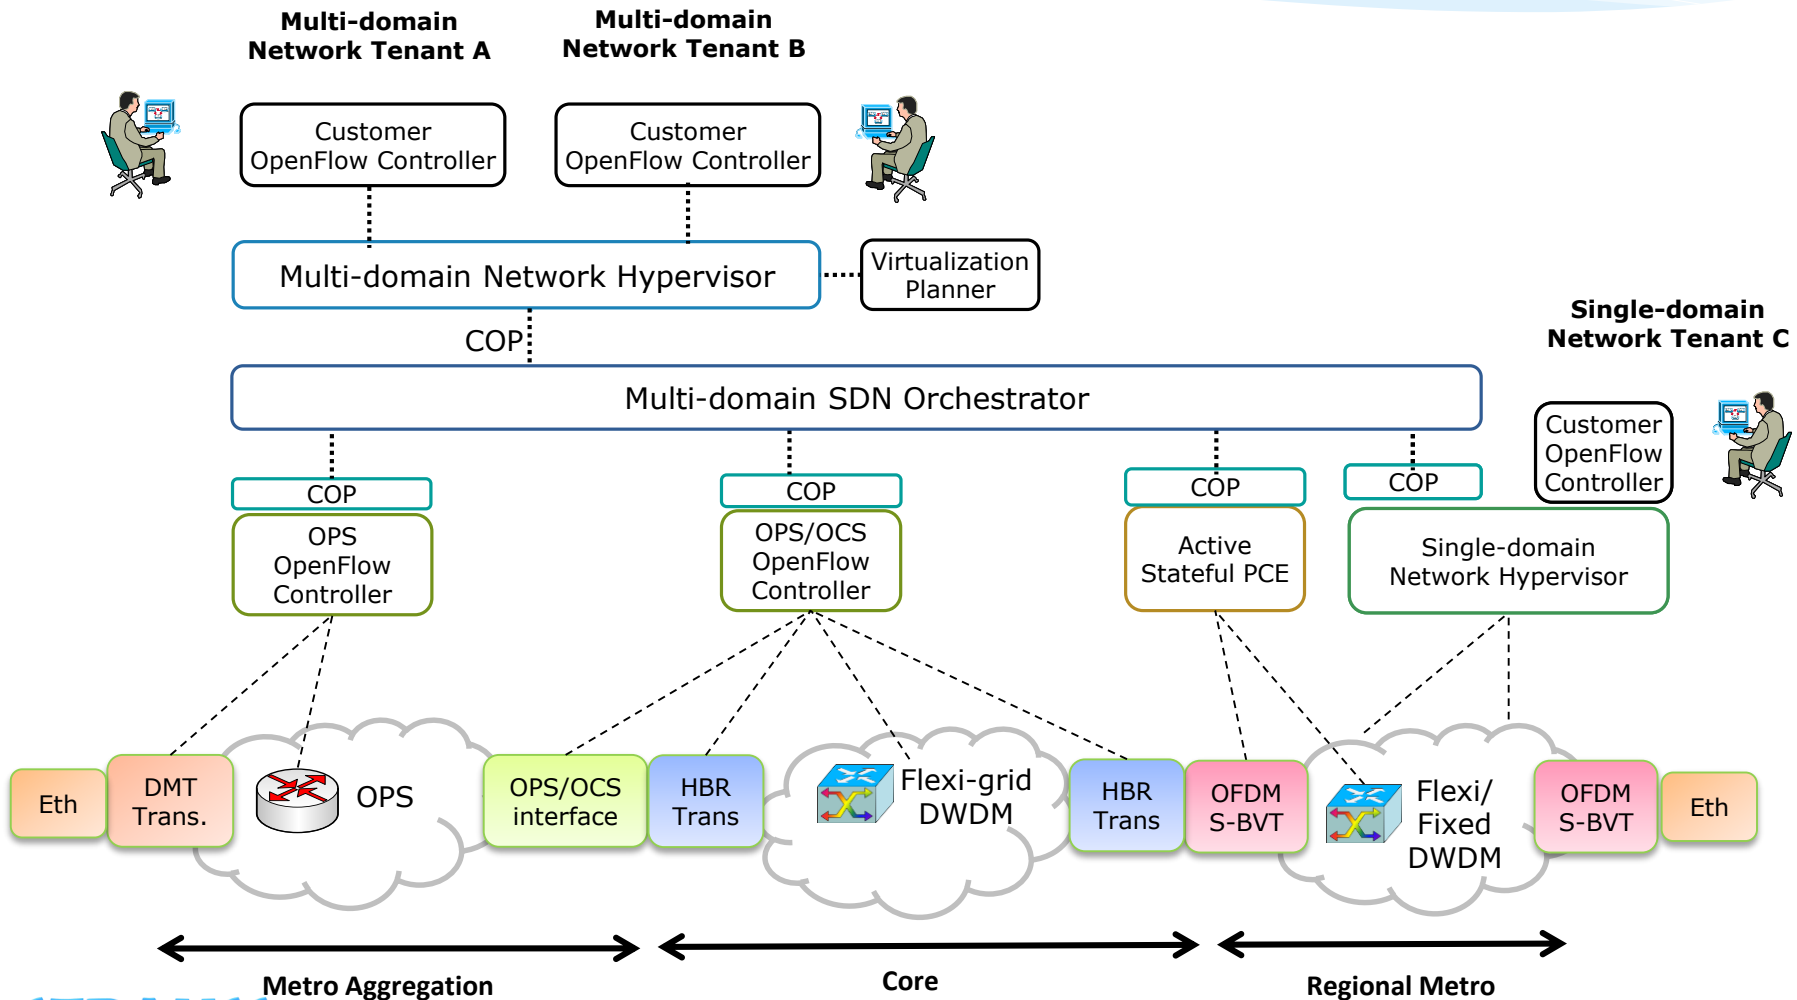 Multi-domain
Network Tenant A
Multi-domain
Network Tenant B
Customer
OpenFlow Controller
Customer
OpenFlow Controller
Multi-domain Network Hypervisor
Virtualization
Planner
COP
Single-domain
Network Tenant C
Multi-domain SDN Orchestrator
Customer
OpenFlow
Controller
COP
COP
COP
COP
OPS
OpenFlow
Controller
OPS/OCS
OpenFlow
Controller
Active
Stateful PCE
Single-domain
Network Hypervisor
Eth
DMT
Trans.
OPS
OPS/OCS
interface
HBR
Trans
Flexi-grid
DWDM
HBR
Trans
OFDM
S-BVT
Flexi/
Fixed
DWDM
OFDM
S-BVT
Eth
Metro Aggregation
Core
Regional Metro